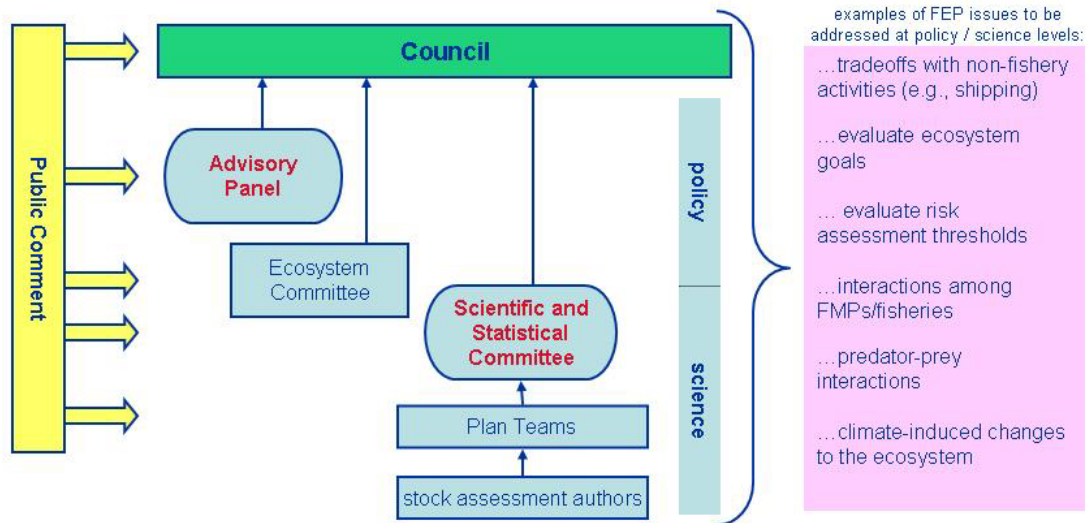 Public Comment
Council
Advisory
Panel
Ecosystem
Committee
Scientific and
Statistical
Committee
Plan Teams
stock assessment authors
policy
science
examples of FEP issues to be
addressed at policy / science levels:
…tradeoffs with non-fishery
activities (e.g., shipping)
…evaluate ecosystem
goals
… evaluate risk
assessment thresholds
…interactions among
FMPs/fisheries
…predator-prey
interactions
…climate-induced changes
to the ecosystem